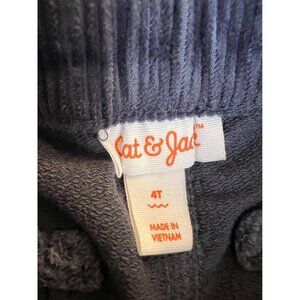 Cat & Jack™
4T
MADE IN
VIETNAM